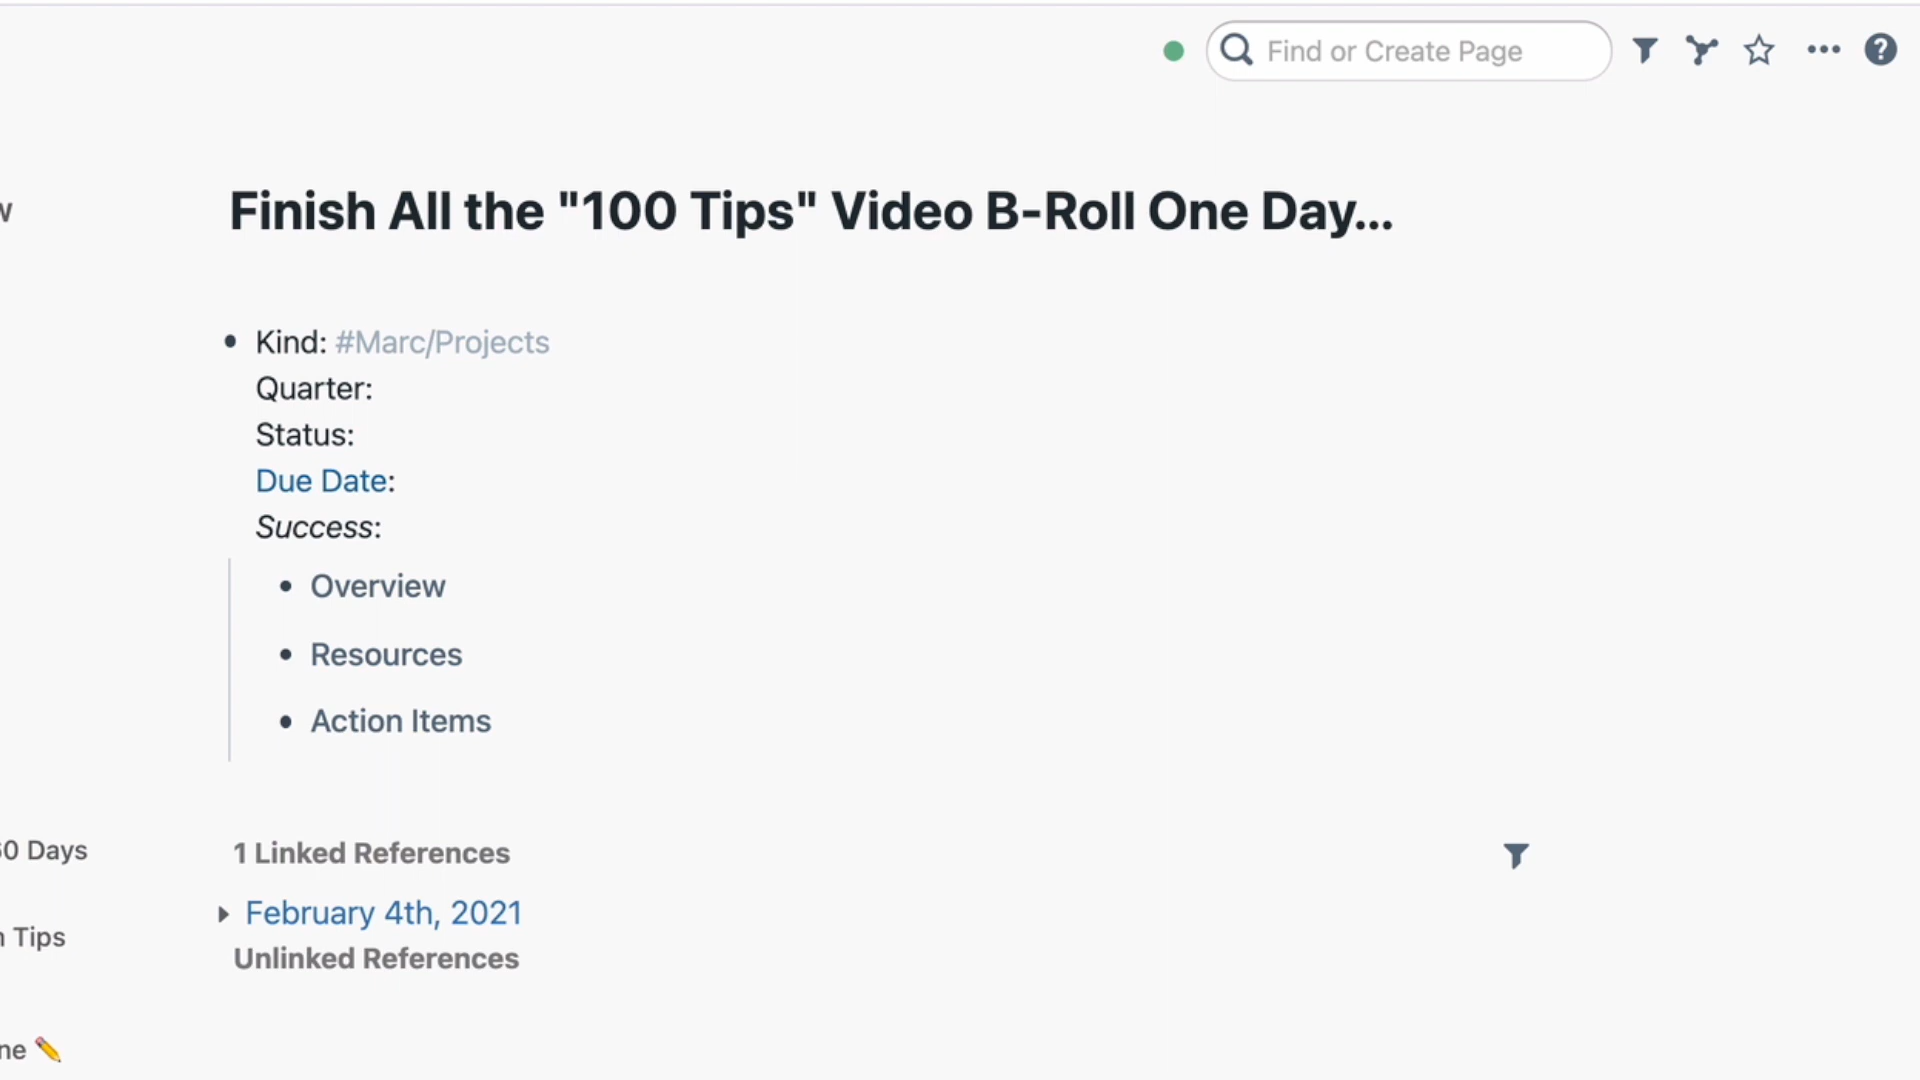 Find or Create Page
Finish All the "100 Tips" Video B-Roll One Day...
Kind: #Marc/Projects
Quarter:
Status:
Due Date:
Success:
Overview
Resources
Action Items
Days
1 Linked References
February 4th, 2021
Tips
Unlinked References